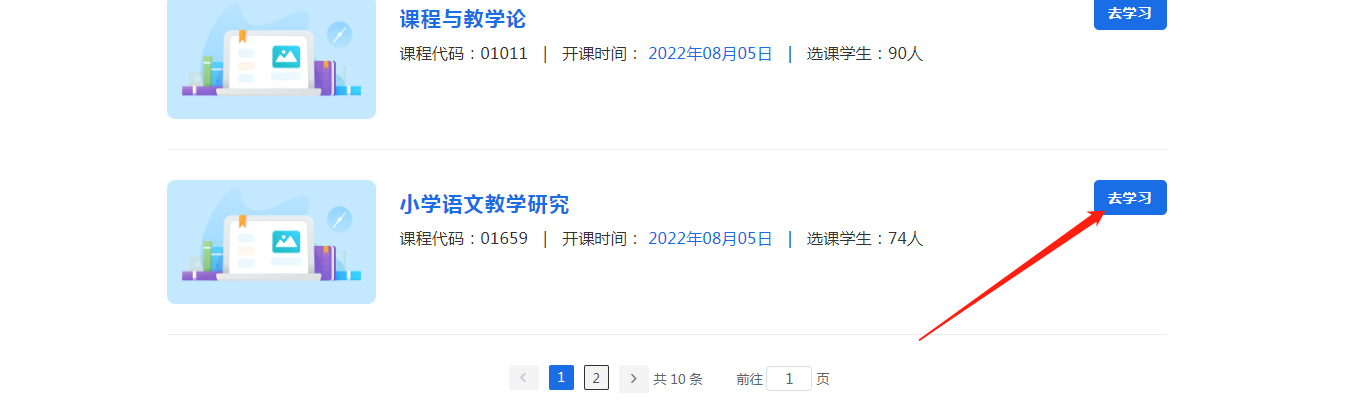 课程与教学论
去学习
课程代码：01011 | 开课时间： 2022年08月05日 | 选课学生：90人
小学语文教学研究
去学习
课程代码：01659 | 开课时间： 2022年08月05日 | 选课学生：74人
< 1 2 > 共 10 条 前往 1 页